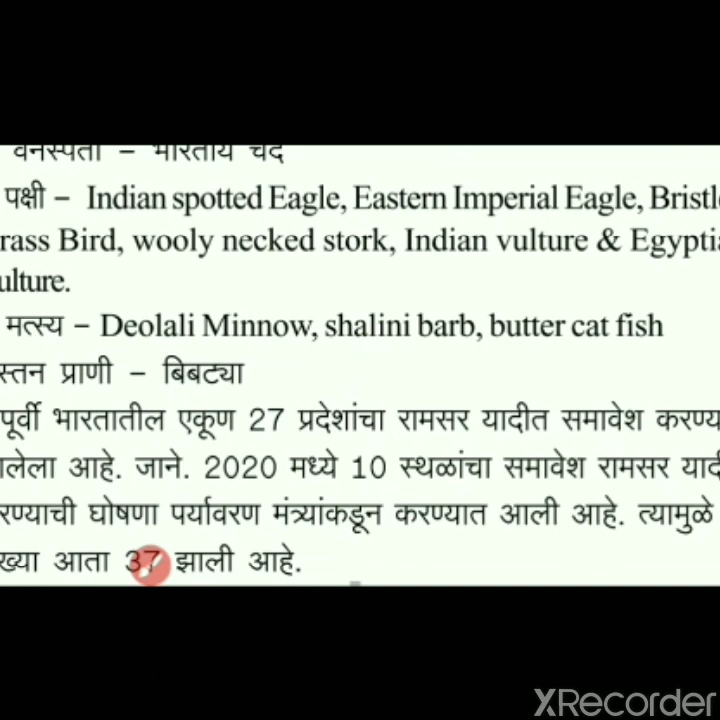 वनस्पती – भारतीय चंद
पक्षी – Indian spotted Eagle, Eastern Imperial Eagle, Bristle
rass Bird, wooly necked stork, Indian vulture & Egyptia
ulture.
मत्स्य – Deolali Minnow, shalini barb, butter cat fish
स्तन प्राणी – बिबट्या
पूर्वी भारतातील एकूण 27 प्रदेशांचा रामसर यादीत समावेश करण्य
ालेला आहे. जाने. 2020 मध्ये 10 स्थळांचा समावेश रामसर याद
रण्याची घोषणा पर्यावरण मंत्र्यांकडून करण्यात आली आहे. त्यामुळे
ख्या आता 37 झाली आहे.
XRecorder